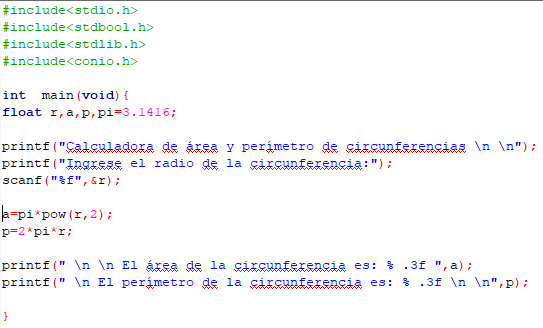 #include<stdio.h>
#include<stdbool.h>
#include<stdlib.h>
#include<conio.h>
int  main(void){
float r,a,p,pi=3.1416;
printf("Calculadora de área y perímetro de circunferencias \n \n");
printf("Ingrese el radio de la circunferencia:");
scanf("%f",&r);
a=pi*pow(r,2);
p=2*pi*r;
printf(" \n \n El área de la circunferencia es: % .3f ",a);
printf(" \n El perímetro de la circunferencia es: % .3f \n \n",p);
}